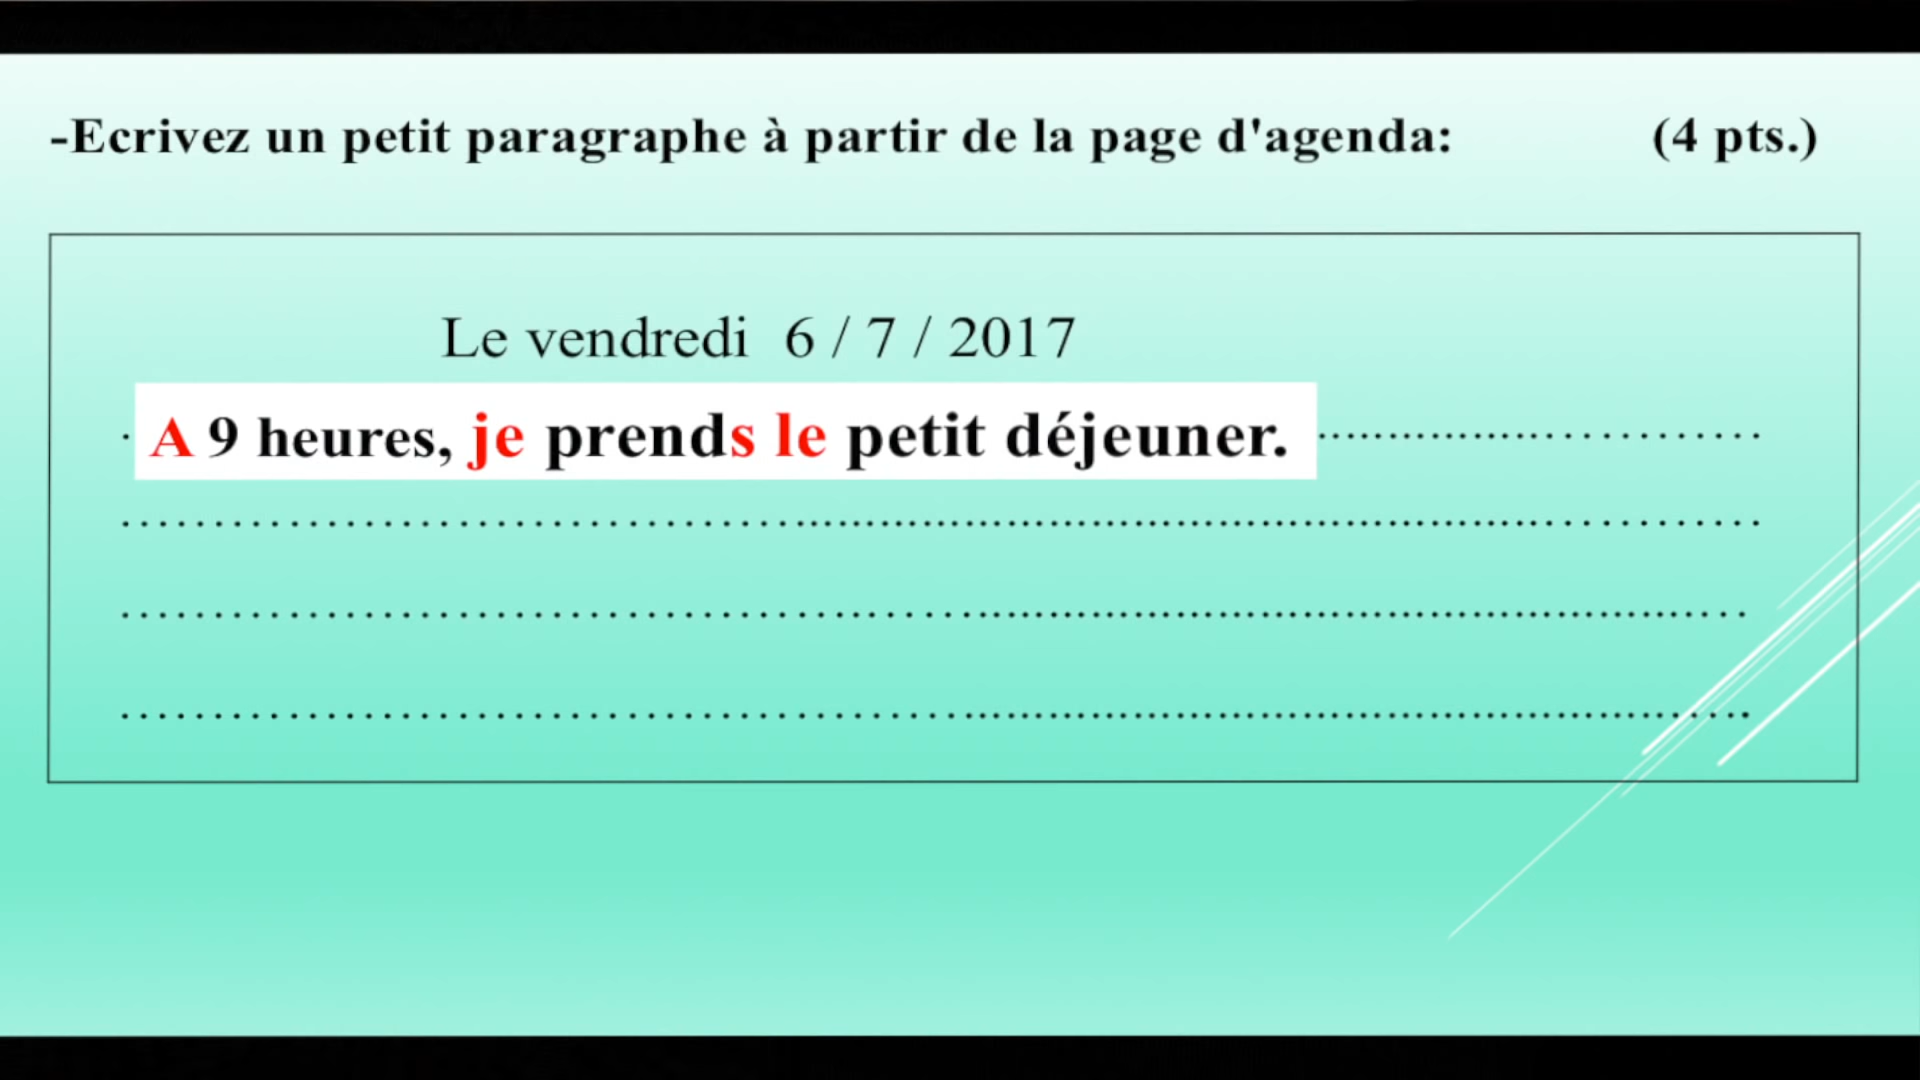 -Ecrivez un petit paragraphe à partir de la page d'agenda: (4 pts.)
Le vendredi 6 / 7 / 2017
A 9 heures, je prends le petit déjeuner.